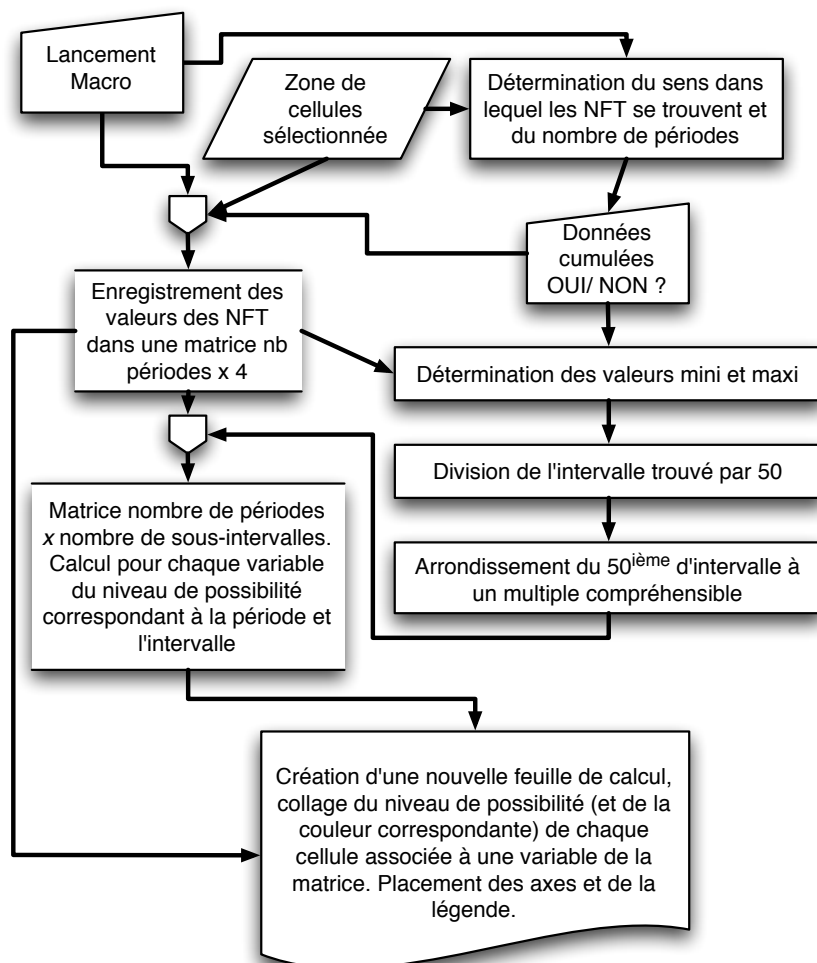 Lancement
Macro
Zone de
cellules
sélectionnée
Détermination du sens dans
lequel les NFT se trouvent et
du nombre de périodes
Données
cumulées
OUI/ NON ?
Enregistrement des
valeurs des NFT
dans une matrice nb
périodes x 4
Détermination des valeurs mini et maxi
Division de l'intervalle trouvé par 50
Arrondissement du 50ième d'intervalle à
un multiple compréhensible
Matrice nombre de périodes
x nombre de sous-intervalles.
Calcul pour chaque variable
du niveau de possibilité
correspondant à la période et
l'intervalle
Création d'une nouvelle feuille de calcul,
collage du niveau de possibilité (et de la
couleur correspondante) de chaque
cellule associée à une variable de la
matrice. Placement des axes et de la
légende.